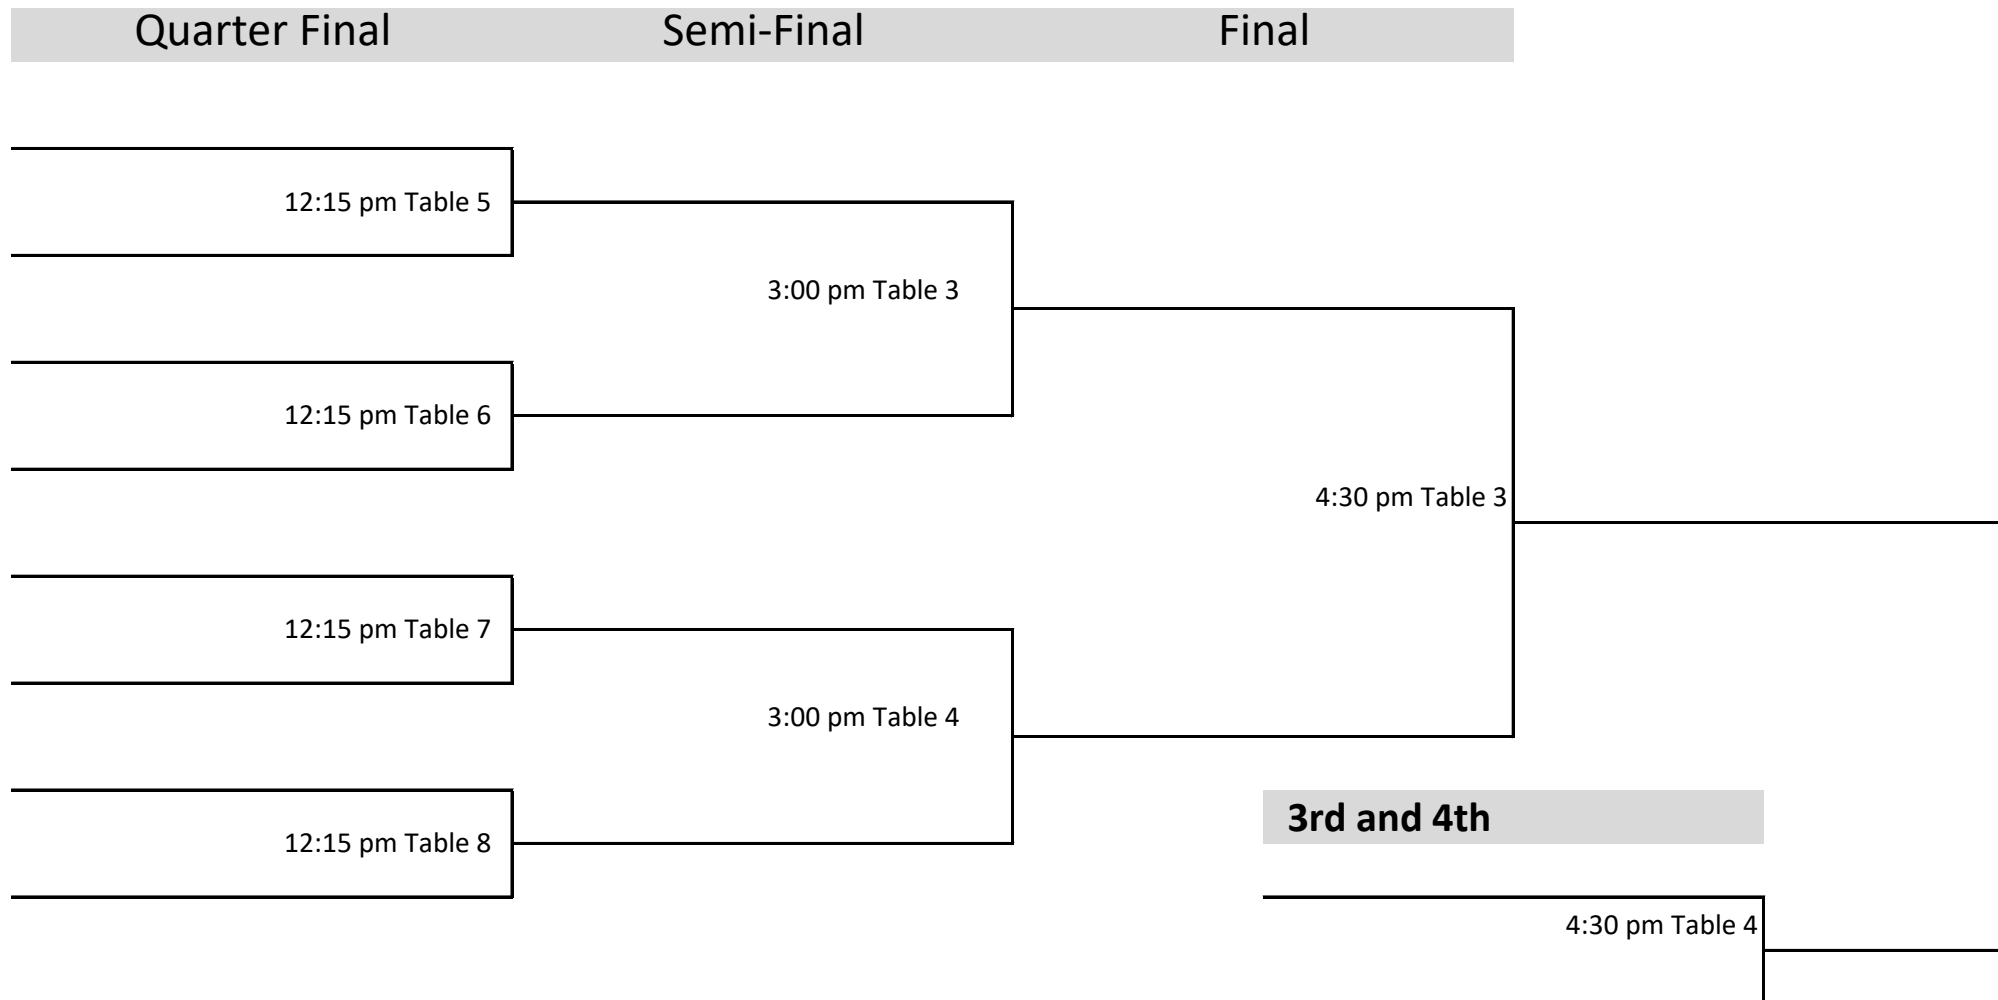 Quarter Final Semi-Final Final
12:15 pm Table 5
3:00 pm Table 3
12:15 pm Table 6
4:30 pm Table 3
12:15 pm Table 7
3:00 pm Table 4
3rd and 4th
12:15 pm Table 8
4:30 pm Table 4